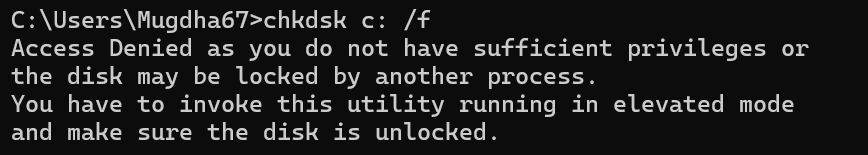 C:\Users\Mugdha67>chkdsk c: /f
Access Denied as you do not have sufficient privileges or
the disk may be locked by another process.
You have to invoke this utility running in elevated mode
and make sure the disk is unlocked.